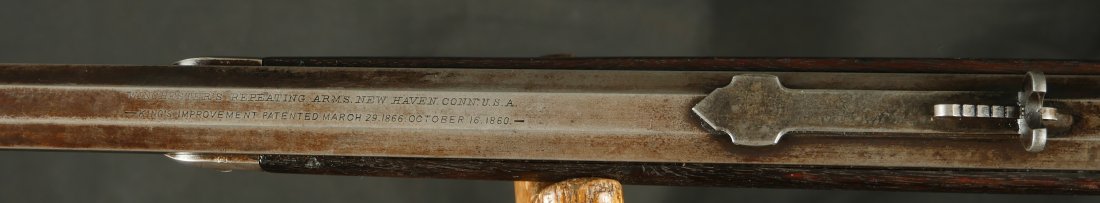 WINCHESTER'S REPEATING ARMS. NEW HAVEN. CONN. U.S.A.
KING'S IMPROVEMENT. PATENTED MARCH 29. 1866. OCTOBER 16. 1860.